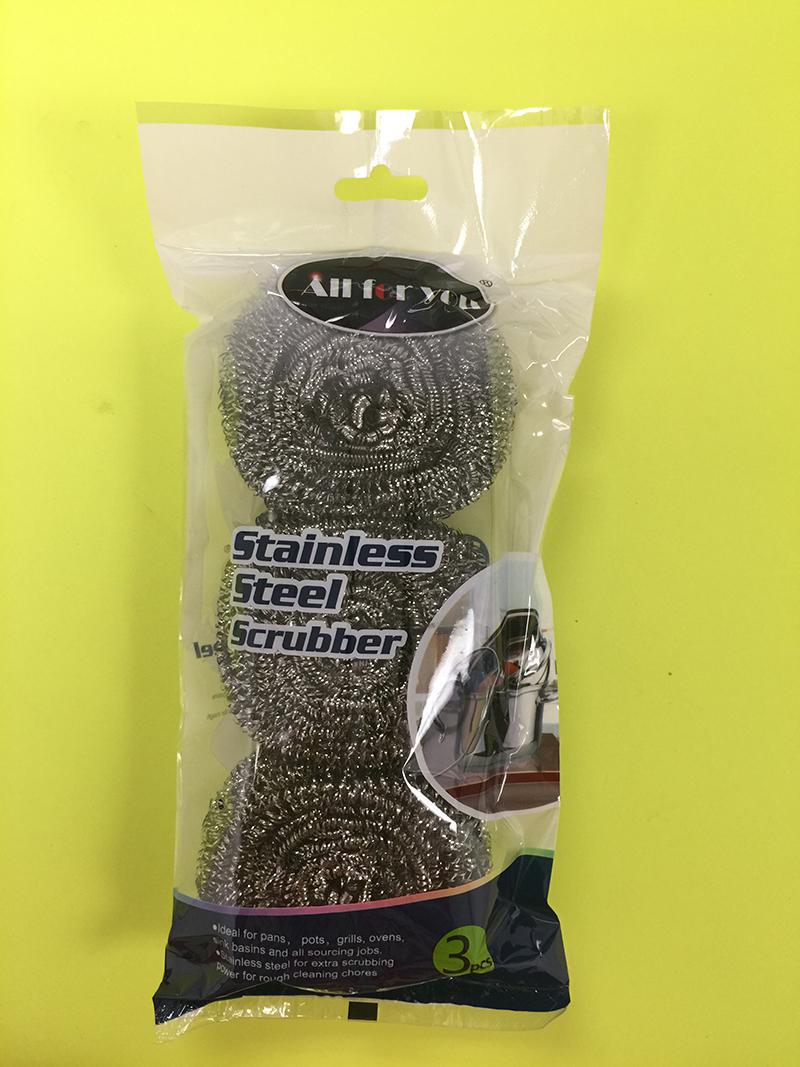 All for you®
Stainless
Steel
Scrubber
•Ideal for pans, pots, grills, ovens,
sink basins and all sourcing jobs.
•Stainless steel for extra scrubbing
power for rough cleaning chores
3pcs